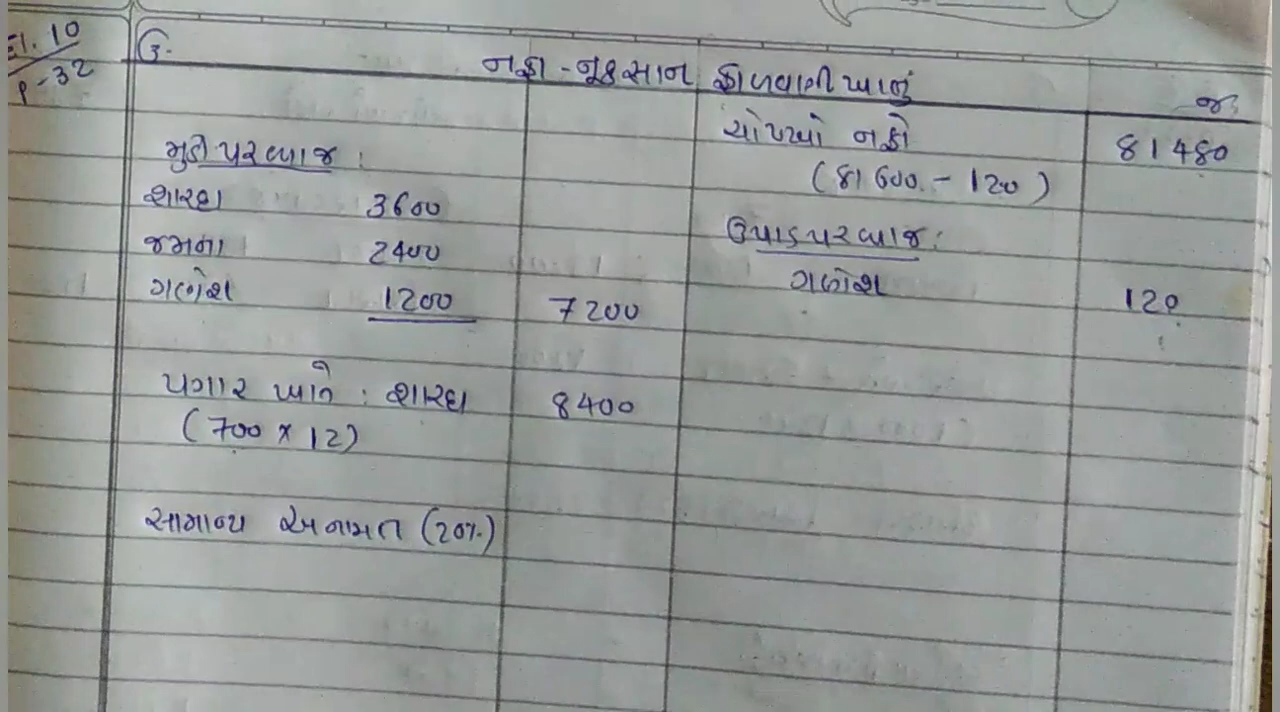 દા. 10
P-32
ઉ.
નફા - નુકસાન ફાળવણી ખાતું
જ.
ચોખ્ખો નફો 81480
(81600 - 120)
મુડી પર વ્યાજ :
શારદા 3600
ઉપાડ પર વ્યાજ :
જમના 2400
ગણેશ 120
ગણેશ 1200 7200
પગાર ખાતે : શારદા 8400
(700 x 12)
સામાન્ય અનામત (20%)